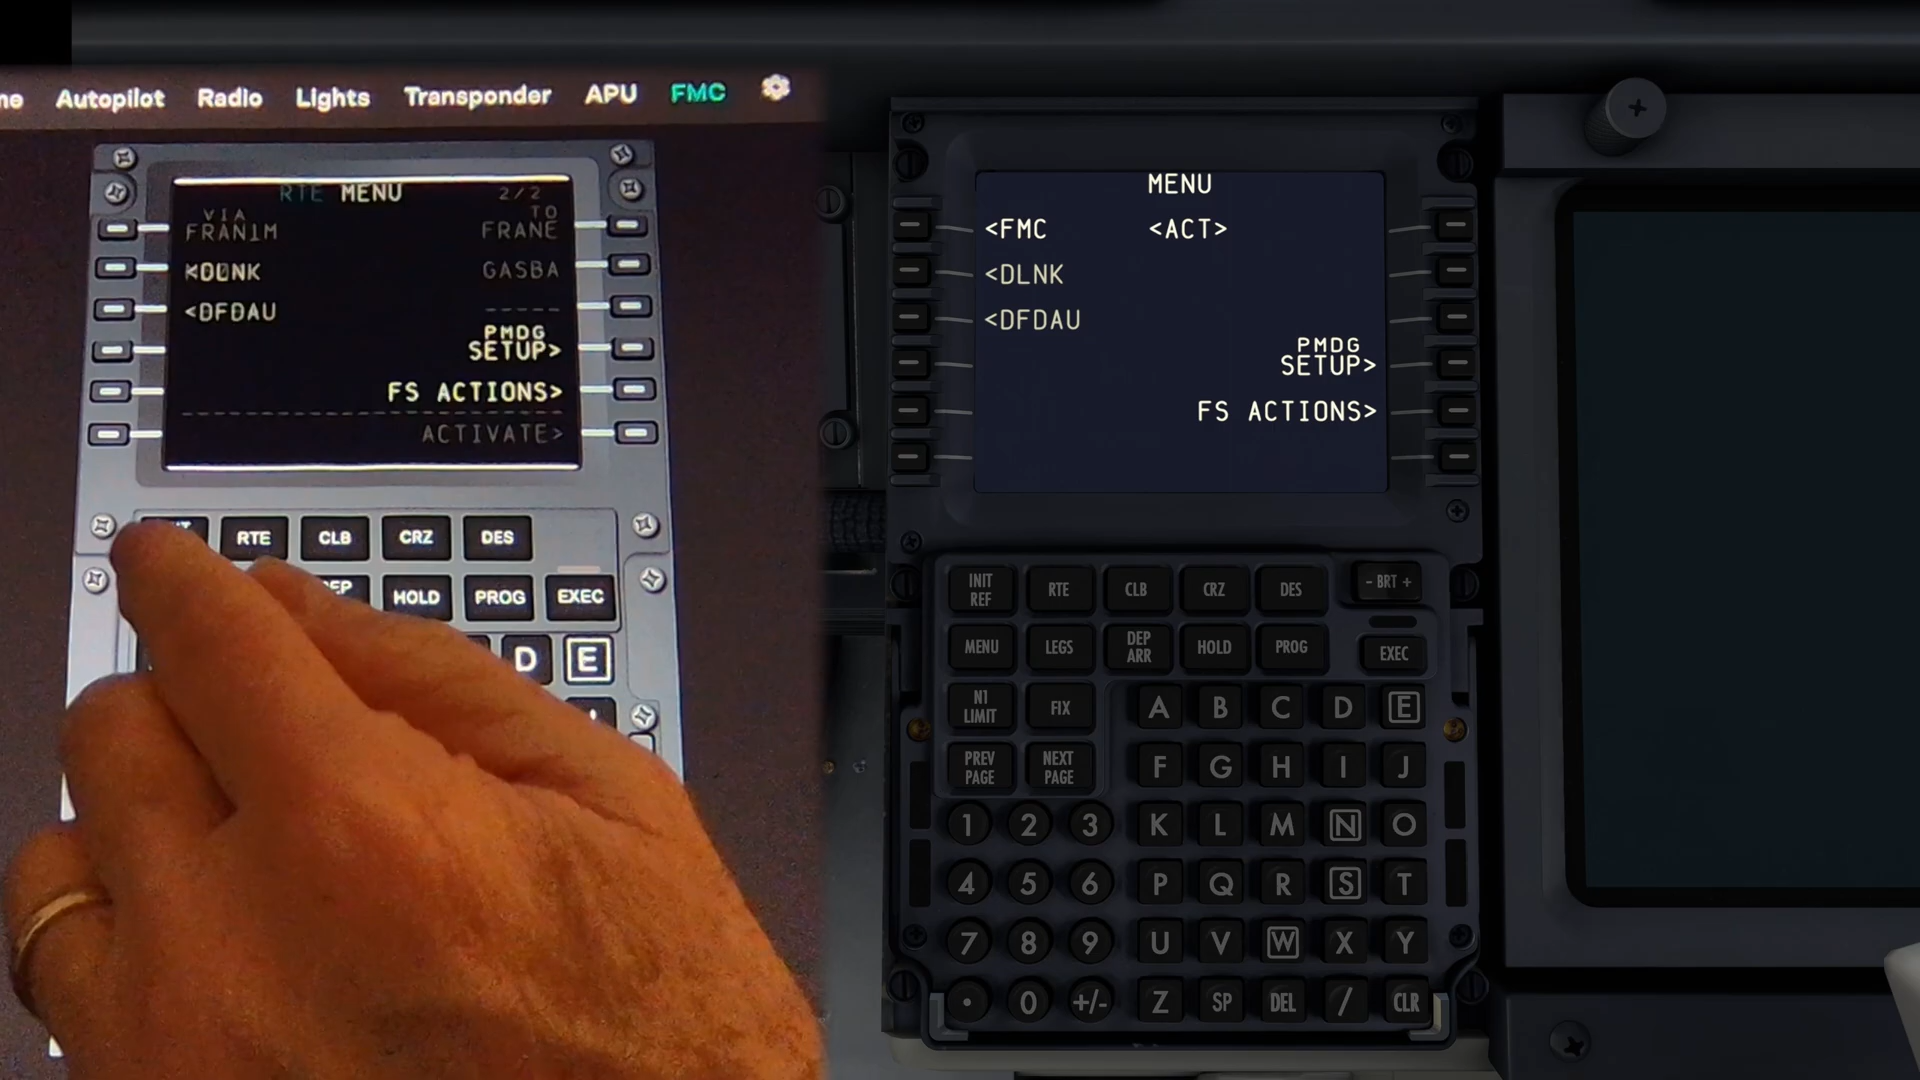 ne Autopilot Radio Lights Transponder APU FMC
RTE MENU 2/2
VIA TO
FRAN1M FRANE
GASBA
<DLNK
<DFDAU -----
PMDG
SETUP>
FS ACTIONS>
ACTIVATE>
RTE CLB CRZ DES
HOLD PROG EXEC
D E
MENU
<FMC <ACT>
<DLNK
<DFDAU
PMDG
SETUP>
FS ACTIONS>
INIT REF RTE CLB CRZ DES - BRT +
MENU LEGS DEP ARR HOLD PROG EXEC
N1 LIMIT FIX A B C D E
PREV PAGE NEXT PAGE F G H I J
1 2 3 K L M N O
4 5 6 P Q R S T
7 8 9 U V W X Y
. 0 +/- Z SP DEL / CLR